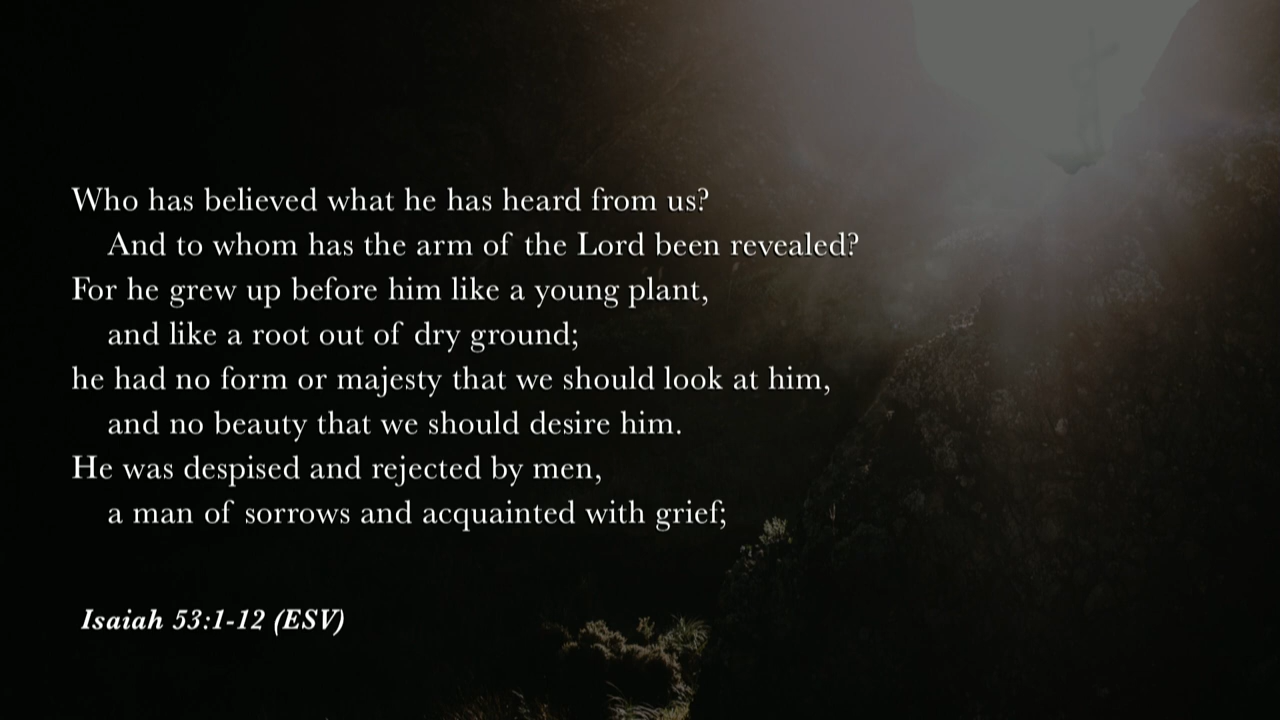 Who has believed what he has heard from us?
And to whom has the arm of the Lord been revealed?
For he grew up before him like a young plant,
and like a root out of dry ground;
he had no form or majesty that we should look at him,
and no beauty that we should desire him.
He was despised and rejected by men,
a man of sorrows and acquainted with grief;
Isaiah 53:1-12 (ESV)